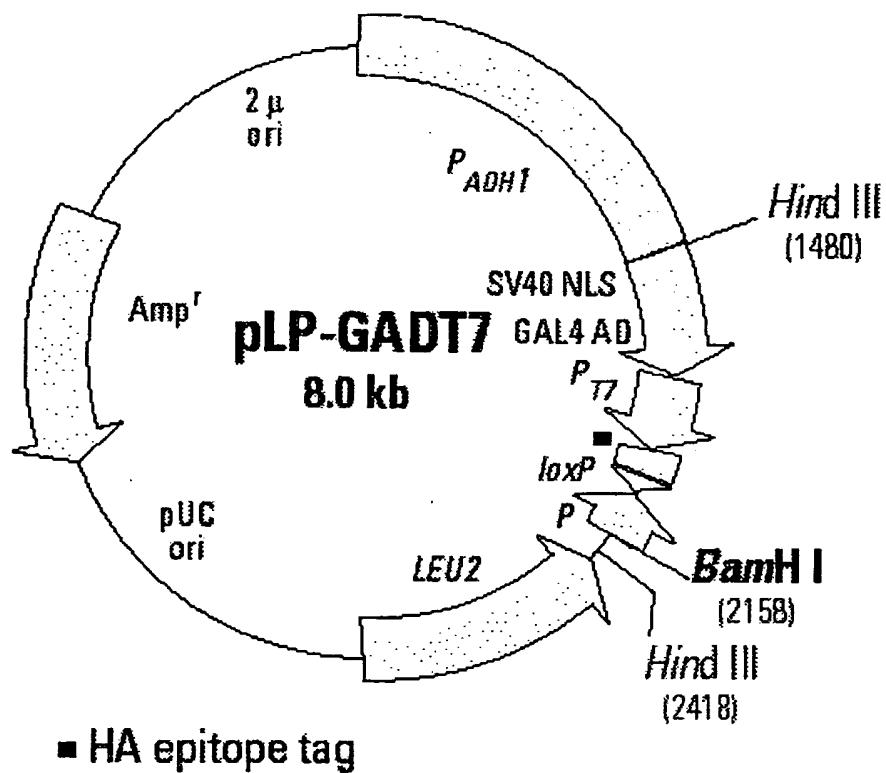 2 μ
ori
P ADH1
Hind III
(1480)
SV40 NLS
GAL4 AD
Amp r
pLP-GADT7
8.0 kb
P T7
loxP
P
pUC
ori
LEU2
BamH I
(2158)
Hind III
(2418)
■ HA epitope tag